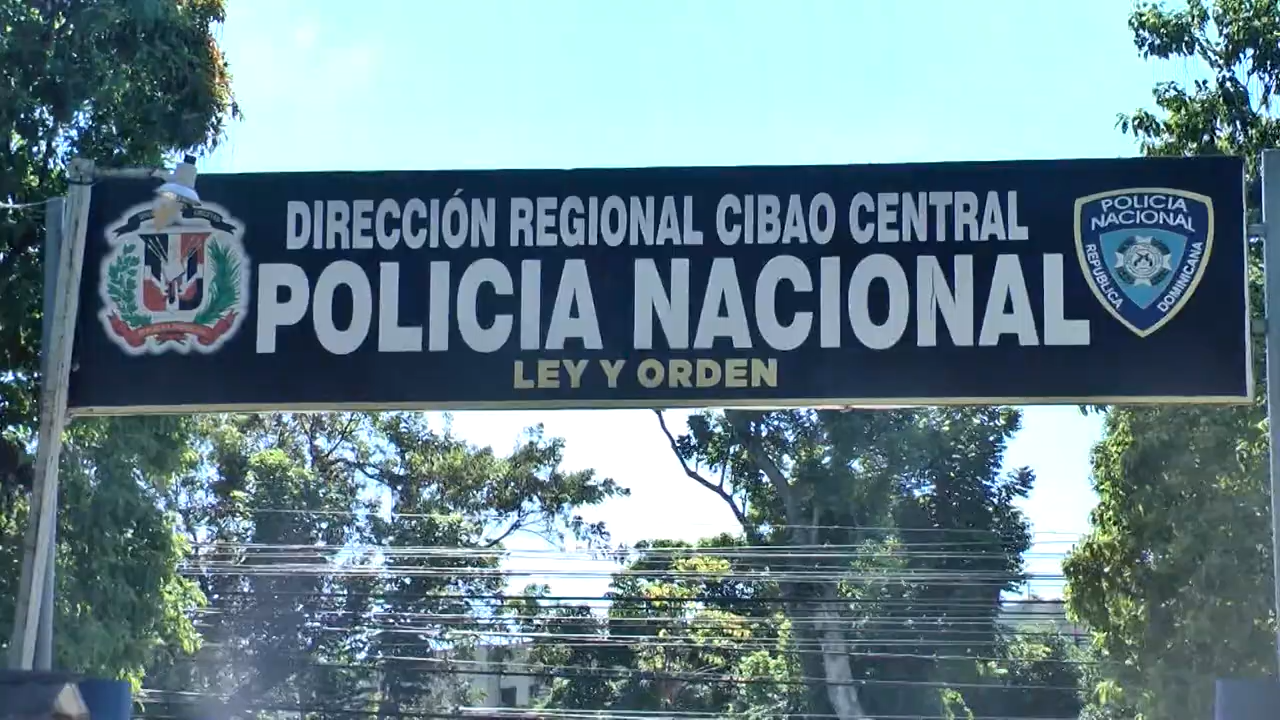 DIRECCIÓN REGIONAL CIBAO CENTRAL
POLICIA NACIONAL
LEY Y ORDEN
POLICIA
NACIONAL
REPUBLICA
DOMINICANA